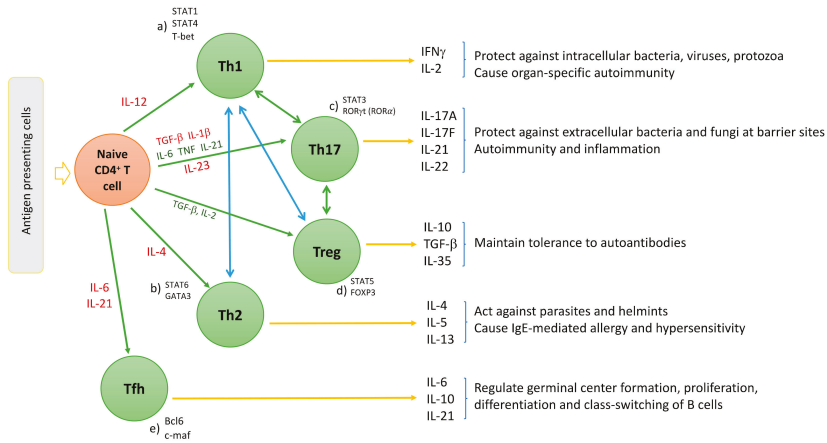 Antigen presenting cells
Naive
CD4⁺ T
cell
a)
STAT1
STAT4
T-bet
Th1
IL-12
IFNγ
IL-2
Protect against intracellular bacteria, viruses, protozoa
Cause organ-specific autoimmunity
c)
STAT3
RORγt (RORα)
TGF-β IL-1β
IL-6 TNF IL-21
IL-23
Th17
IL-17A
IL-17F
IL-21
IL-22
Protect against extracellular bacteria and fungi at barrier sites
Autoimmunity and inflammation
TGF-β, IL-2
Treg
d)
STAT5
FOXP3
IL-10
TGF-β
IL-35
Maintain tolerance to autoantibodies
IL-4
b)
STAT6
GATA3
Th2
IL-4
IL-5
IL-13
Act against parasites and helmints
Cause IgE-mediated allergy and hypersensitivity
IL-6
IL-21
Tfh
e)
Bcl6
c-maf
IL-6
IL-10
IL-21
Regulate germinal center formation, proliferation,
differentiation and class-switching of B cells